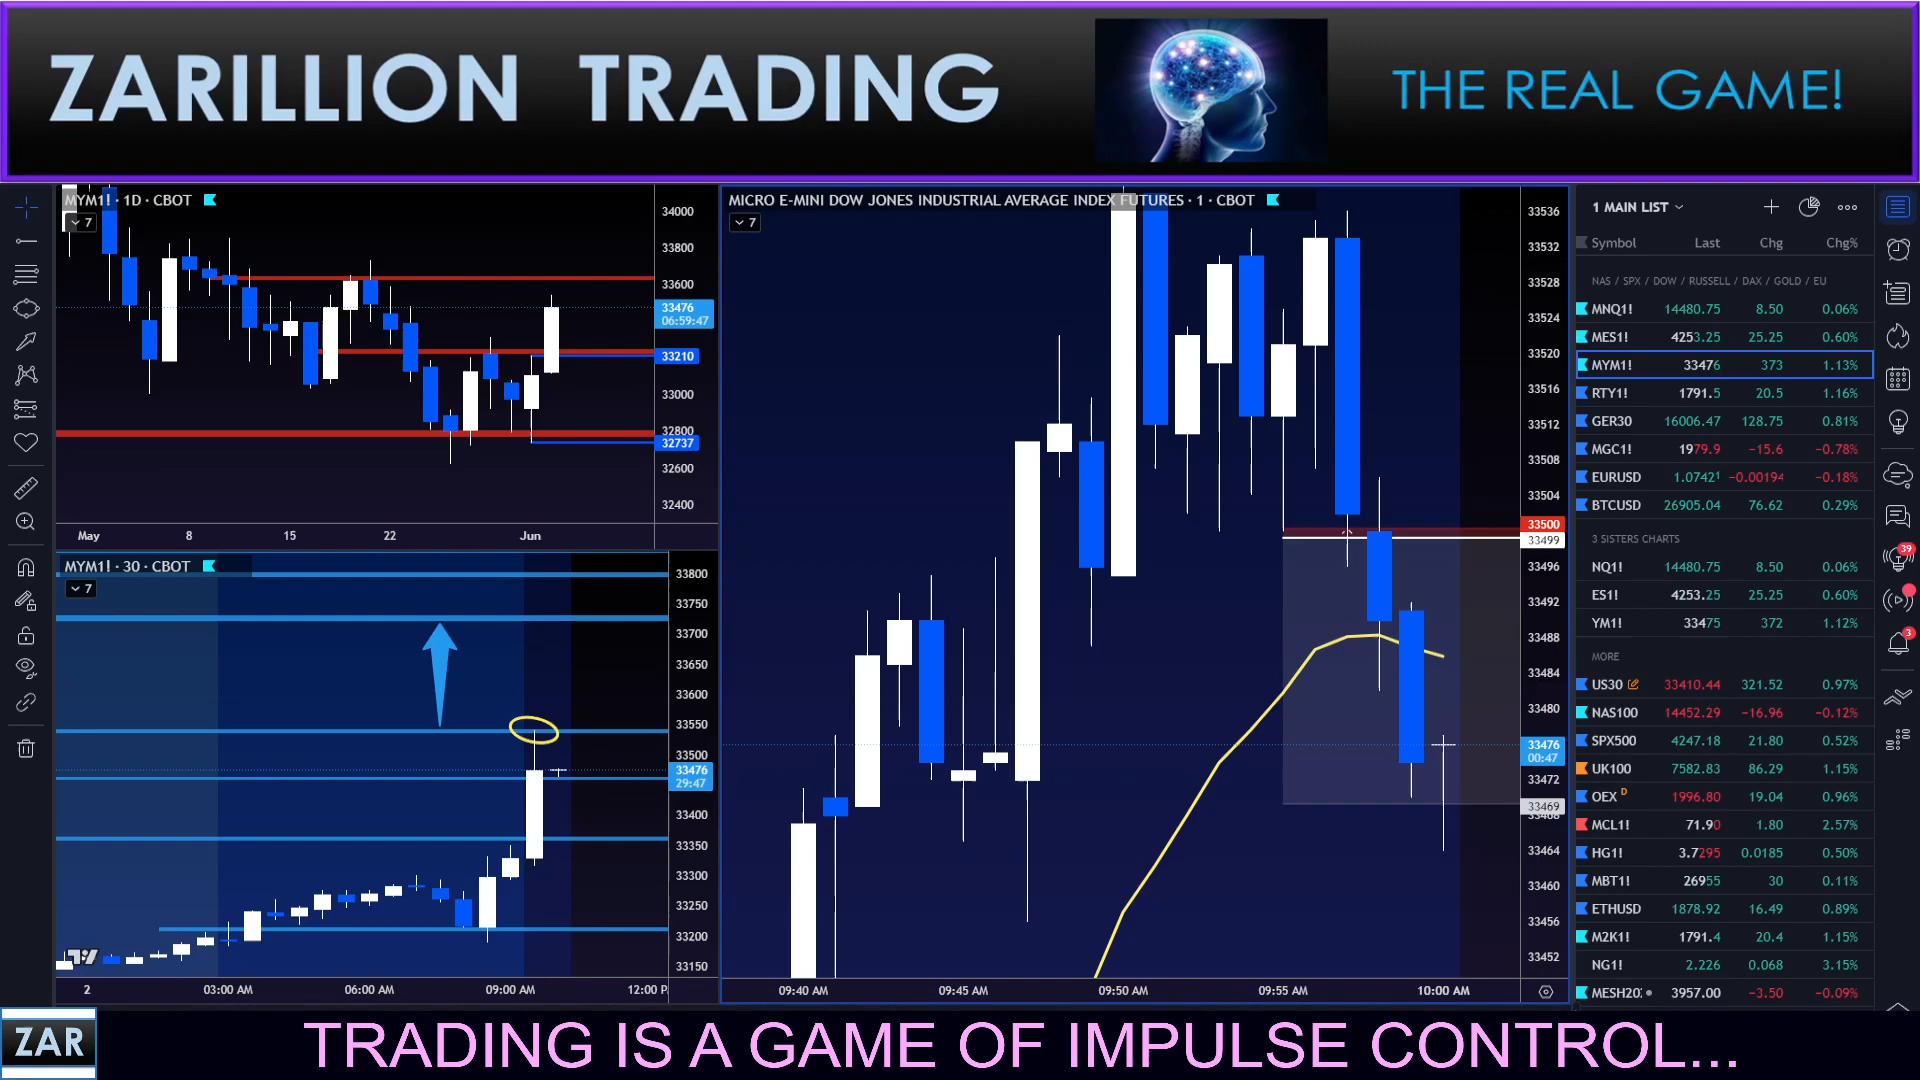 ZARILLION TRADING
THE REAL GAME!
MYM1! · 1D · CBOT
7
34000
33800
33600
33476
06:59:47
33210
33000
32800
32737
32600
32400
May 8 15 22 Jun
MYM1! · 30 · CBOT
7
33800
33750
33700
33650
33600
33550
33500
33476
29:47
33400
33350
33300
33250
33200
33150
2 03:00 AM 06:00 AM 09:00 AM 12:00 P
MICRO E-MINI DOW JONES INDUSTRIAL AVERAGE INDEX FUTURES · 1 · CBOT
7
33536
33532
33528
33524
33520
33516
33512
33508
33504
33500
33499
33496
33492
33488
33484
33480
33476
00:47
33472
33469
33468
33464
33460
33456
33452
09:40 AM 09:45 AM 09:50 AM 09:55 AM 10:00 AM
1 MAIN LIST
Symbol Last Chg Chg%
NAS / SPX / DOW / RUSSELL / DAX / GOLD / EU
MNQ1! 14480.75 8.50 0.06%
MES1! 4253.25 25.25 0.60%
MYM1! 33476 373 1.13%
RTY1! 1791.5 20.5 1.16%
GER30 16006.47 128.75 0.81%
MGC1! 1979.9 −15.6 −0.78%
EURUSD 1.07421 −0.00194 −0.18%
BTCUSD 26905.04 76.62 0.29%
3 SISTERS CHARTS
NQ1! 14480.75 8.50 0.06%
ES1! 4253.25 25.25 0.60%
YM1! 33475 372 1.12%
MORE
US30 33410.44 321.52 0.97%
NAS100 14452.29 −16.96 −0.12%
SPX500 4247.18 21.80 0.52%
UK100 7582.83 86.29 1.15%
OEX D 1996.80 19.04 0.96%
MCL1! 71.90 1.80 2.57%
HG1! 3.7295 0.0185 0.50%
MBT1! 26955 30 0.11%
ETHUSD 1878.92 16.49 0.89%
M2K1! 1791.4 20.4 1.15%
NG1! 2.226 0.068 3.15%
MESH20 3957.00 −3.50 −0.09%
39
3
ZAR
TRADING IS A GAME OF IMPULSE CONTROL...